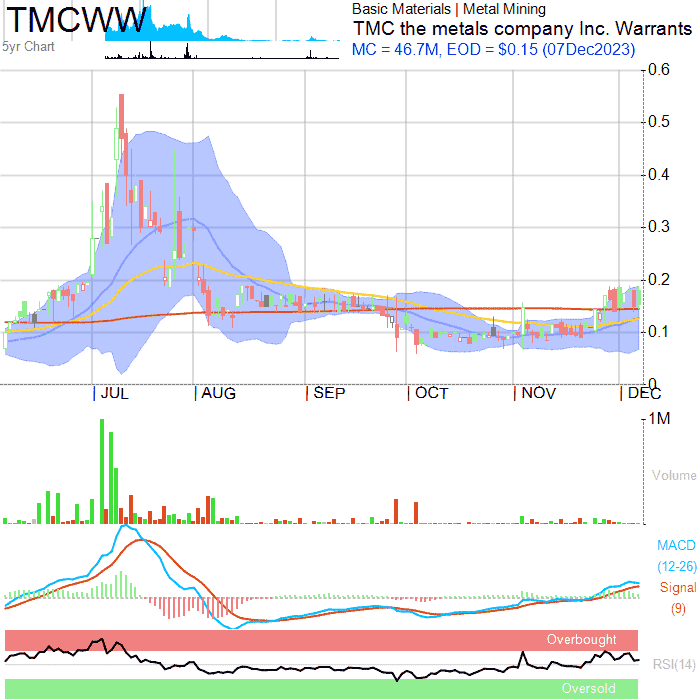 TMCWW
5yr Chart
Basic Materials | Metal Mining
TMC the metals company Inc. Warrants
MC = 46.7M, EOD = $0.15 (07Dec2023)
0.6
0.5
0.4
0.3
0.2
0.1
0
JUL AUG SEP OCT NOV DEC
1M
Volume
MACD
(12-26)
Signal
(9)
Overbought
RSI(14)
Oversold